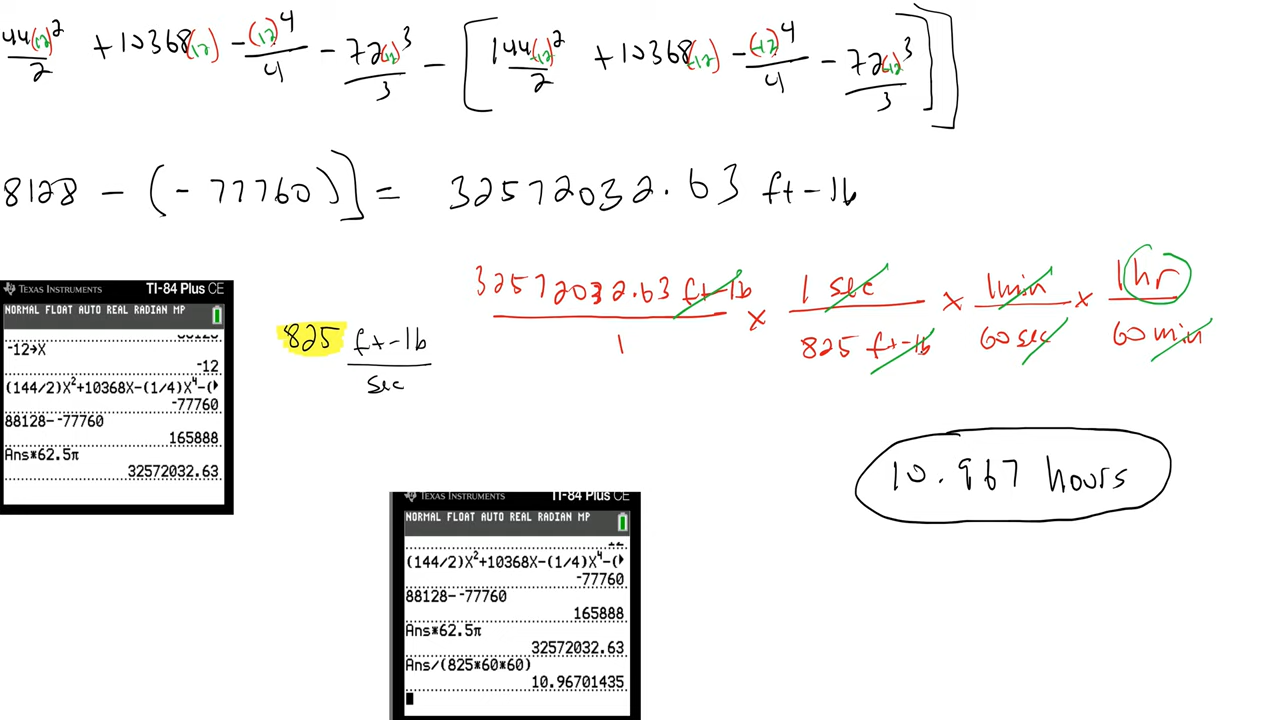 44(12)²/2 + 10368(12) - (12)⁴/4 - 72(12)³/3 - [144(-12)²/2 + 10368(-12) - (-12)⁴/4 - 72(-12)³/3]]
8128 - (-77760)] = 32572032.63 ft-lb
32572032.63 ft-lb/1 × 1 sec/825 ft-lb × 1min/60 sec × 1 hr/60 min
825 ft-lb/sec
10.967 hours
TEXAS INSTRUMENTS TI-84 Plus CE
NORMAL FLOAT AUTO REAL RADIAN MP
-12→X
-12
(144/2)X²+10368X-(1/4)X⁴-(
-77760
88128--77760
165888
Ans*62.5π
32572032.63
TEXAS INSTRUMENTS TI-84 Plus CE
NORMAL FLOAT AUTO REAL RADIAN MP
(144/2)X²+10368X-(1/4)X⁴-(
-77760
88128--77760
165888
Ans*62.5π
32572032.63
Ans/(825*60*60)
10.96701435